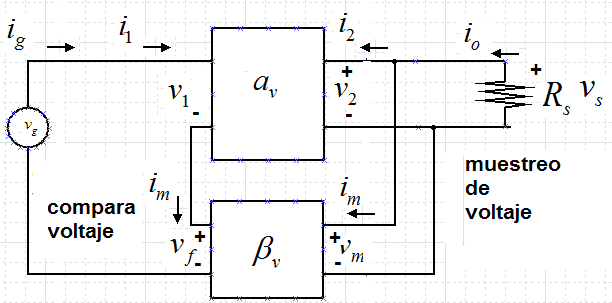 i_g i_1 i_2 i_o
v_1 - a_v + v_2 - + R_s v_s
v_g
i_m i_m
compara
voltaje
muestreo
de
voltaje
+ v_f - β_v + v_m -